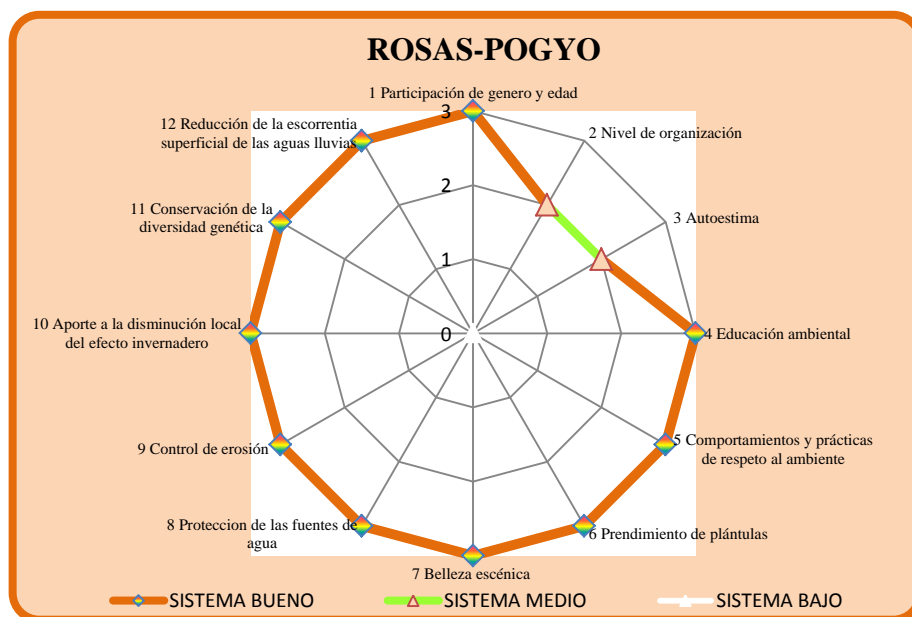 ROSAS-POGYO
1 Participación de genero y edad
2 Nivel de organización
3 Autoestima
4 Educación ambiental
5 Comportamientos y prácticas
de respeto al ambiente
6 Prendimiento de plántulas
7 Belleza escénica
8 Proteccion de las fuentes de
agua
9 Control de erosión
10 Aporte a la disminución local
del efecto invernadero
11 Conservación de la
diversidad genética
12 Reducción de la escorrentia
superficial de las aguas lluvias
3
2
1
0
SISTEMA BUENO
SISTEMA MEDIO
SISTEMA BAJO